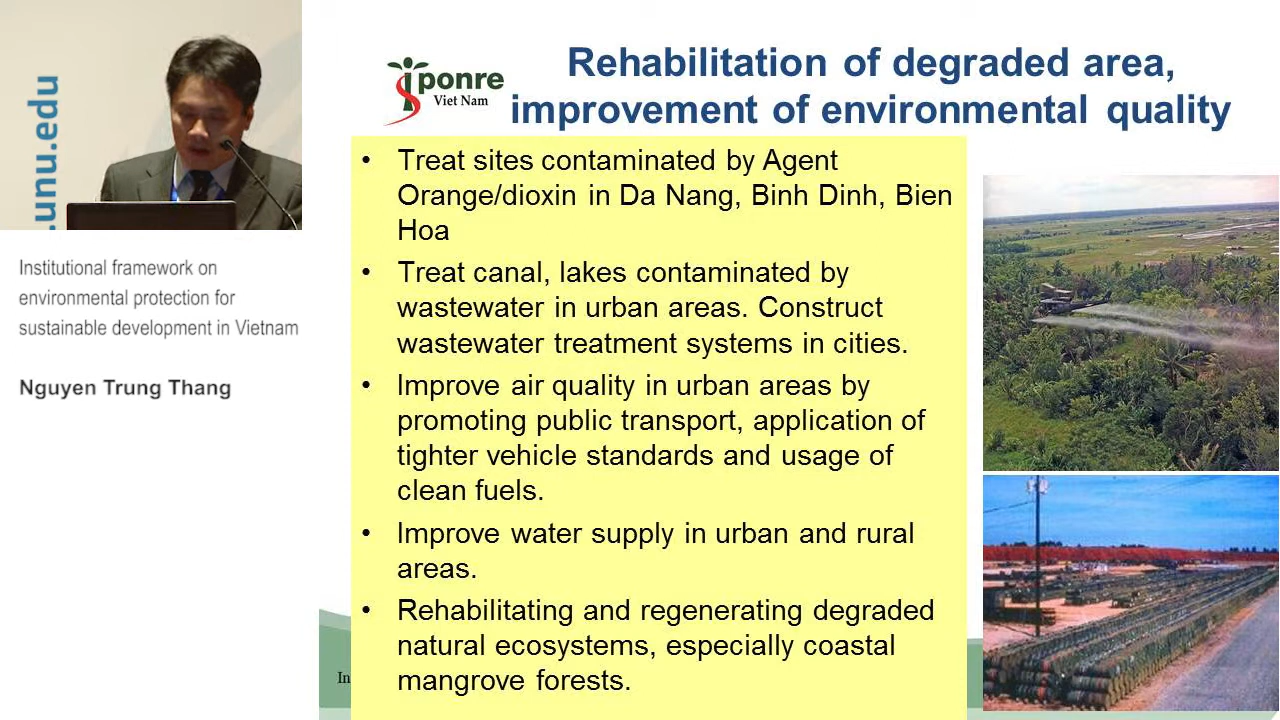 .unu.edu
Institutional framework on
environmental protection for
sustainable development in Vietnam
Nguyen Trung Thang
iponre
Viet Nam
Rehabilitation of degraded area,
improvement of environmental quality
• Treat sites contaminated by Agent
Orange/dioxin in Da Nang, Binh Dinh, Bien
Hoa
• Treat canal, lakes contaminated by
wastewater in urban areas. Construct
wastewater treatment systems in cities.
• Improve air quality in urban areas by
promoting public transport, application of
tighter vehicle standards and usage of
clean fuels.
• Improve water supply in urban and rural
areas.
• Rehabilitating and regenerating degraded
natural ecosystems, especially coastal
mangrove forests.
In